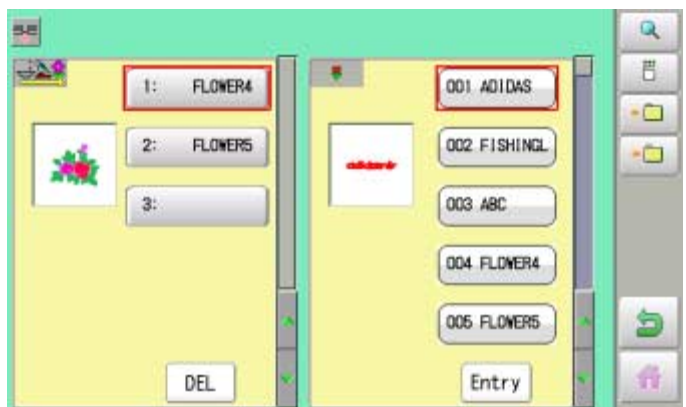 1: FLOWER4
2: FLOWER5
3:
DEL
001 ADIDAS
002 FISHINGL
003 ABC
004 FLOWER4
005 FLOWER5
Entry